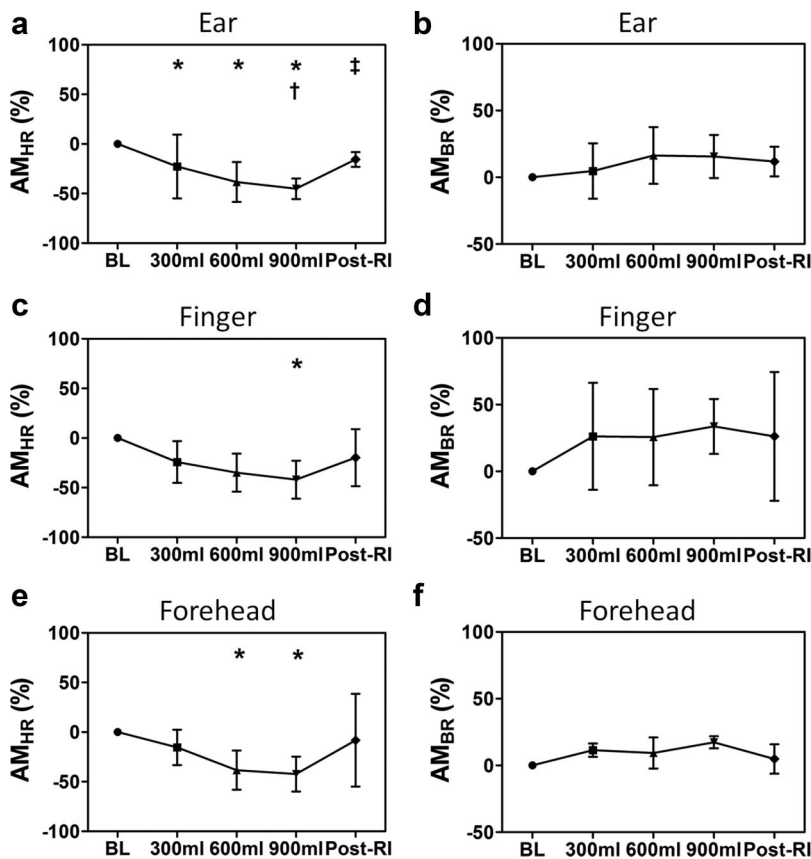 a
Ear
AM_HR (%)
100
* * * ‡
†
50
0
-50
-100
BL 300ml 600ml 900ml Post-RI
b
Ear
AM_BR (%)
100
50
0
-50
BL 300ml 600ml 900ml Post-RI
c
Finger
AM_HR (%)
100
*
50
0
-50
-100
BL 300ml 600ml 900ml Post-RI
d
Finger
AM_BR (%)
100
50
0
-50
BL 300ml 600ml 900ml Post-RI
e
Forehead
AM_HR (%)
100
* *
50
0
-50
-100
BL 300ml 600ml 900ml Post-RI
f
Forehead
AM_BR (%)
100
50
0
-50
BL 300ml 600ml 900ml Post-RI